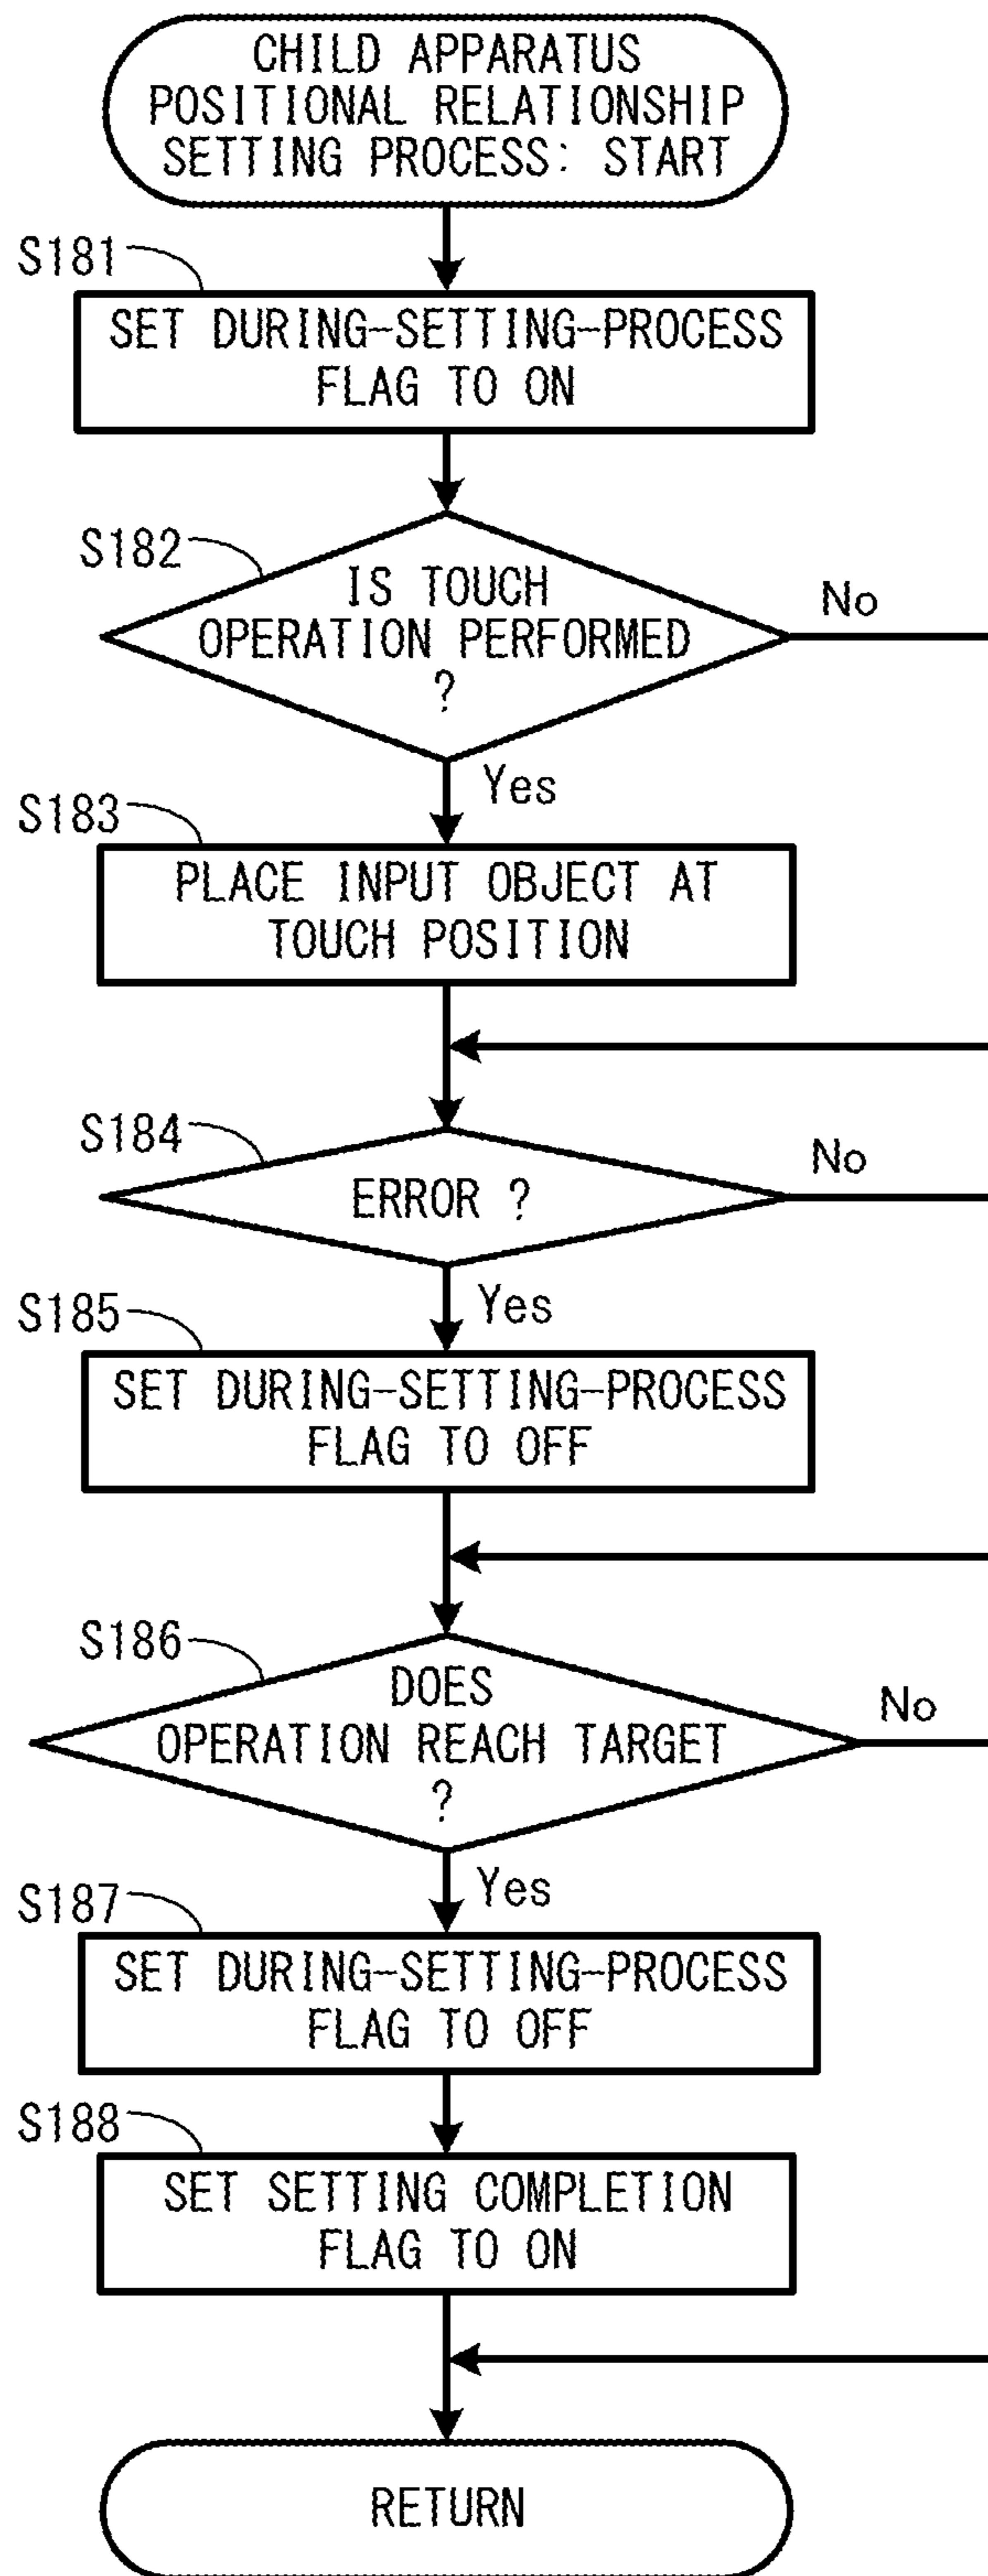 CHILD APPARATUS
POSITIONAL RELATIONSHIP
SETTING PROCESS: START
S181
SET DURING-SETTING-PROCESS
FLAG TO ON
S182
IS TOUCH
OPERATION PERFORMED
?
No
Yes
S183
PLACE INPUT OBJECT AT
TOUCH POSITION
S184
ERROR ?
No
Yes
S185
SET DURING-SETTING-PROCESS
FLAG TO OFF
S186
DOES
OPERATION REACH TARGET
?
No
Yes
S187
SET DURING-SETTING-PROCESS
FLAG TO OFF
S188
SET SETTING COMPLETION
FLAG TO ON
RETURN